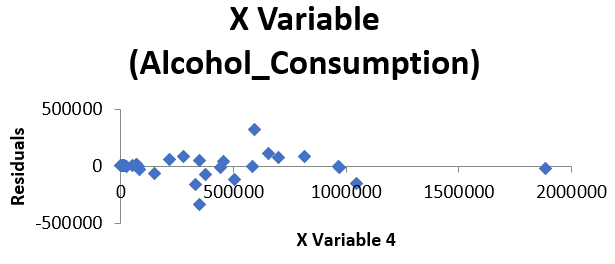 X Variable
(Alcohol_Consumption)
500000
0
-500000
0
500000
1000000
1500000
2000000
Residuals
X Variable 4